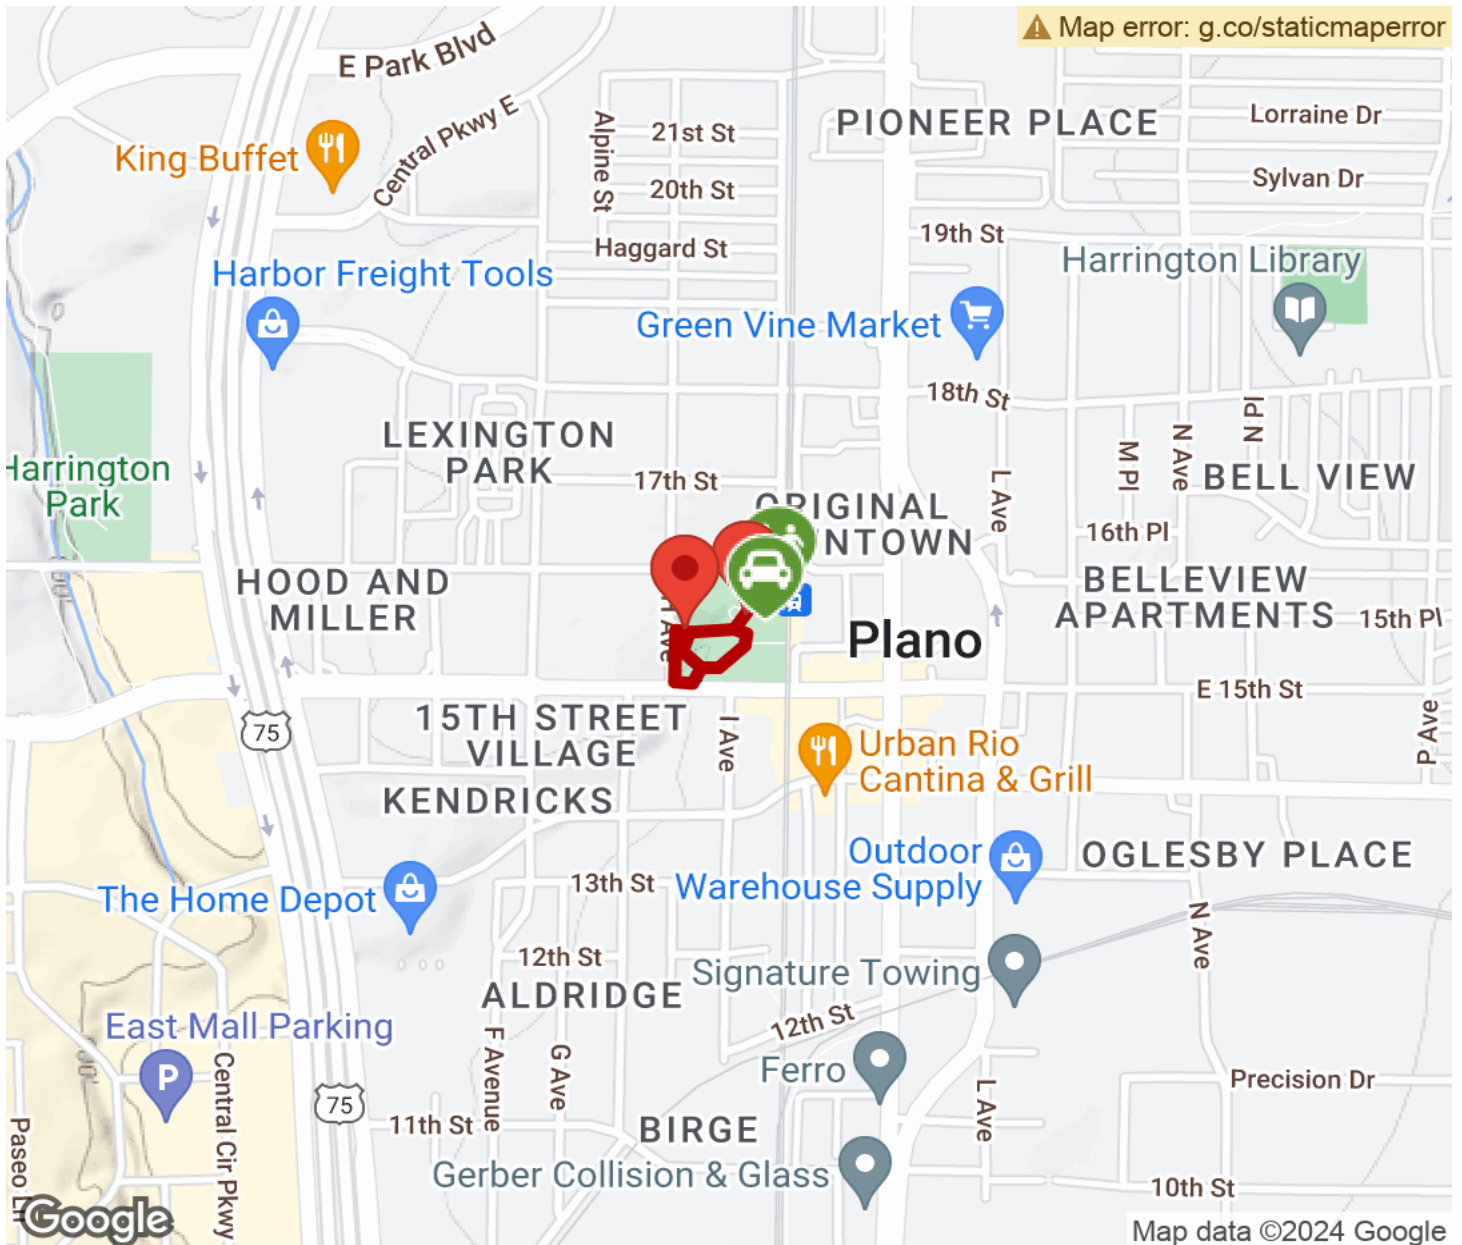 Map error: g.co/staticmaperror
E Park Blvd
Central Pkwy E
King Buffet
Alpine St
21st St
20th St
Haggard St
PIONEER PLACE
Lorraine Dr
Sylvan Dr
19th St
Harrington Library
Harbor Freight Tools
Green Vine Market
18th St
LEXINGTON
PARK
17th St
Harrington
Park
L Ave
M Pl
N Ave
N Pl
BELL VIEW
ORIGINAL
16th Pl
HOOD AND
MILLER
H Ave
Plano
BELLEVIEW
APARTMENTS
15th Pl
E 15th St
15TH STREET
VILLAGE
I Ave
75
P Ave
Urban Rio
Cantina & Grill
KENDRICKS
The Home Depot
13th St
Outdoor
Warehouse Supply
OGLESBY PLACE
N Ave
12th St
ALDRIDGE
Signature Towing
12th St
East Mall Parking
P
Central Cir Pkwy
F Avenue
G Ave
Ferro
L Ave
Precision Dr
75
11th St
BIRGE
Gerber Collision & Glass
10th St
Google
Map data ©2024 Google